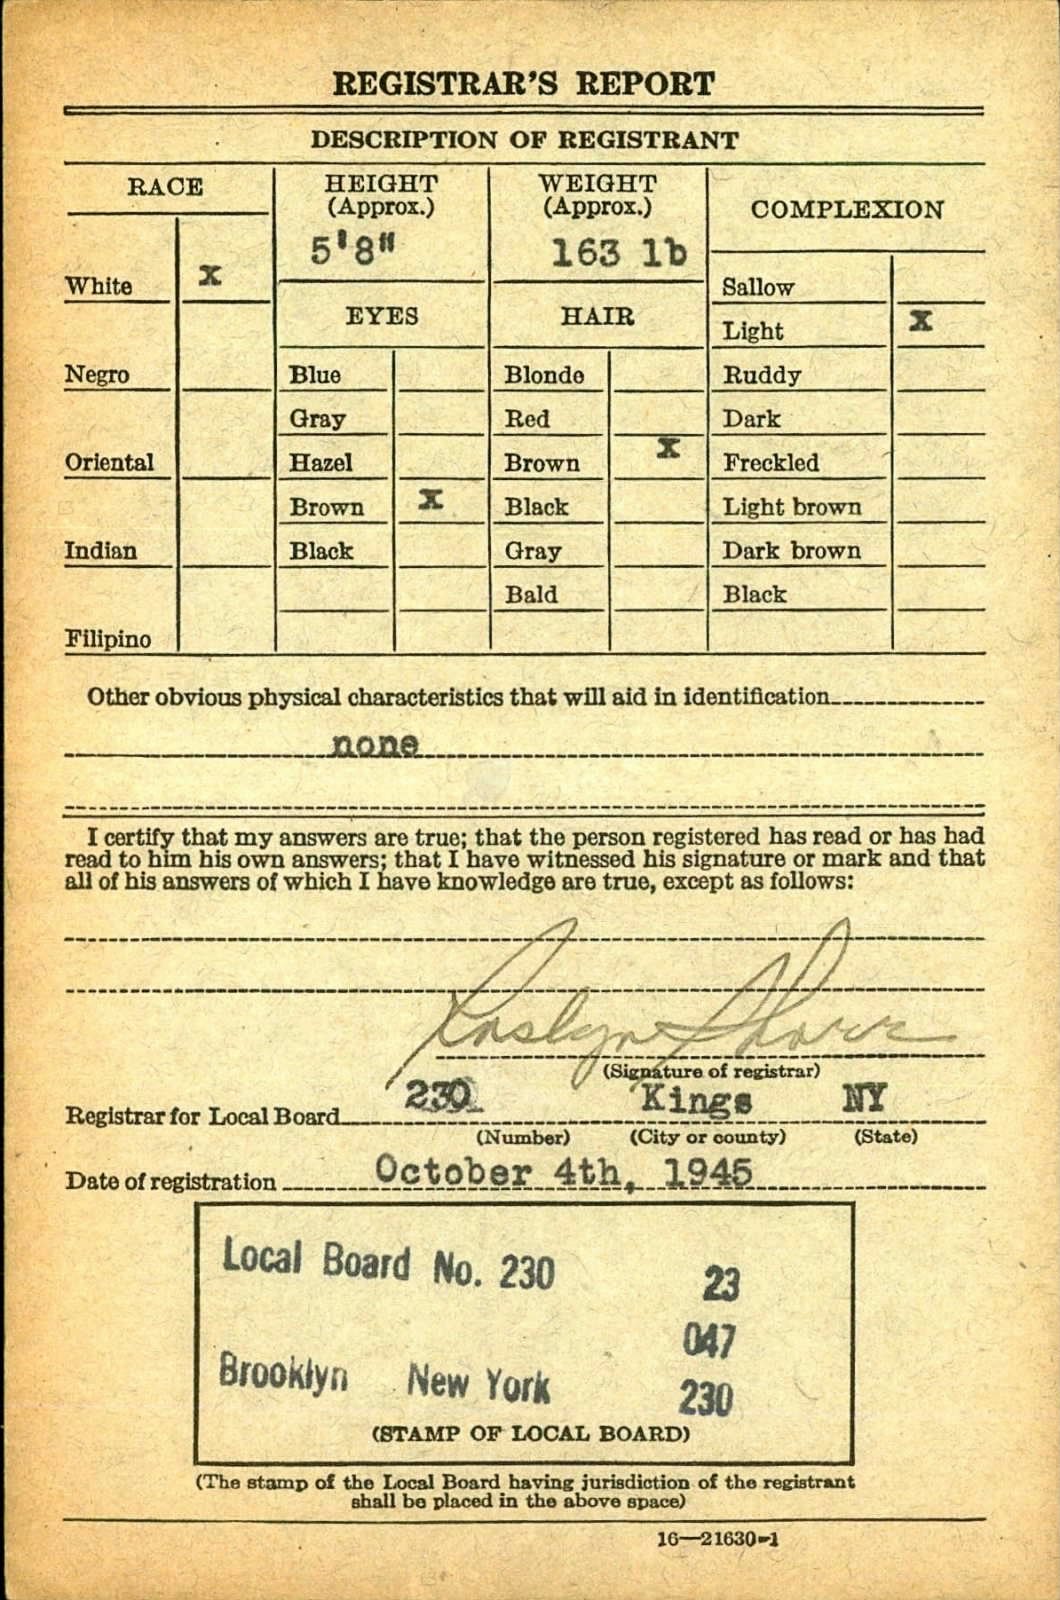 REGISTRAR'S REPORT
DESCRIPTION OF REGISTRANT
RACE
White X
Negro
Oriental
Indian
Filipino
HEIGHT
(Approx.)
5'8"
EYES
Blue
Gray
Hazel
Brown X
Black
WEIGHT
(Approx.)
163 lb
HAIR
Blonde
Red
Brown X
Black
Gray
Bald
COMPLEXION
Sallow
Light X
Ruddy
Dark
Freckled
Light brown
Dark brown
Black
Other obvious physical characteristics that will aid in identification
none
I certify that my answers are true; that the person registered has read or has had
read to him his own answers; that I have witnessed his signature or mark and that
all of his answers of which I have knowledge are true, except as follows:
Roslyn
(Signature of registrar)
Registrar for Local Board 230 Kings NY
(Number) (City or county) (State)
Date of registration October 4th, 1945
Local Board No. 230 23
047
Brooklyn New York 230
(STAMP OF LOCAL BOARD)
(The stamp of the Local Board having jurisdiction of the registrant
shall be placed in the above space)
16—21630-1